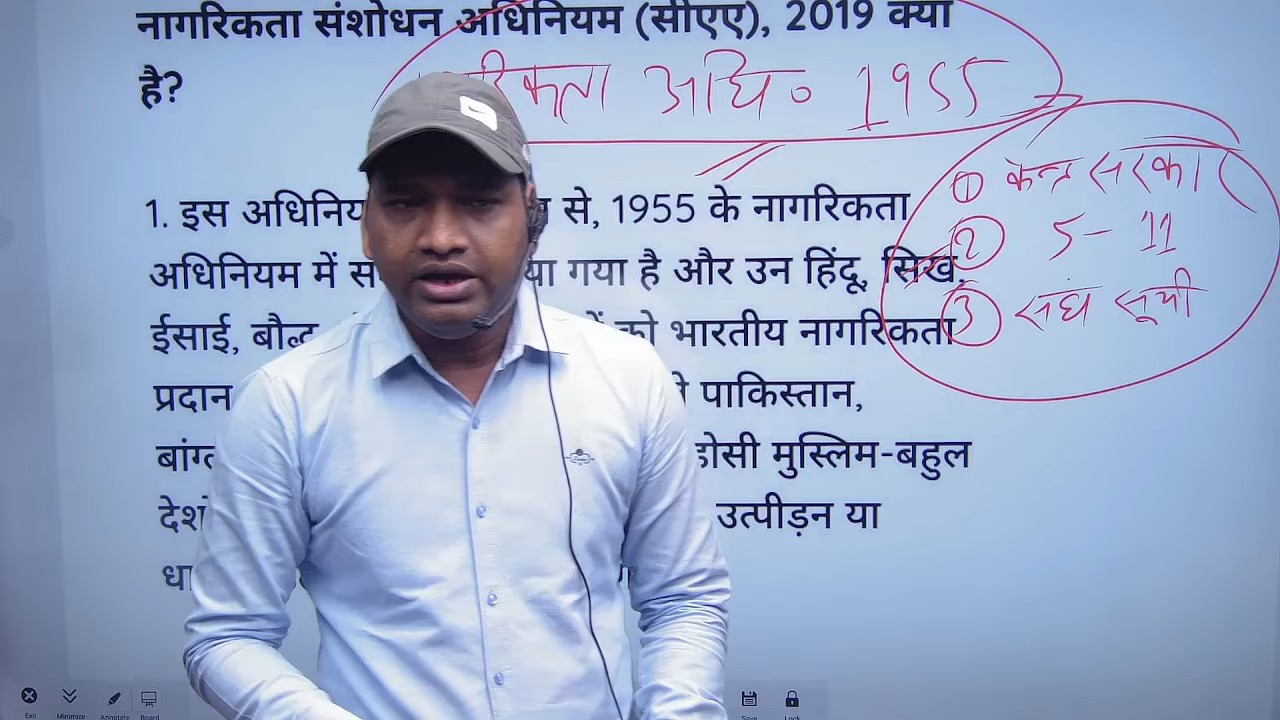 नागरिकता संशोधन अधिनियम (सीएए), 2019 क्या
है?
अधि० 1955
1. इस अधिनिय से, 1955 के नागरिकता
अधिनियम में या गया है और उन हिंदू, सिख,
ईसाई, को भारतीय नागरिकता
प्रदान पाकिस्तान,
मुस्लिम-बहुल
उत्पीड़न या
① केन्द्र सरकार
② 5 - 11
③ संघ सूची
Exit Minimize Annotate Board Save Lock